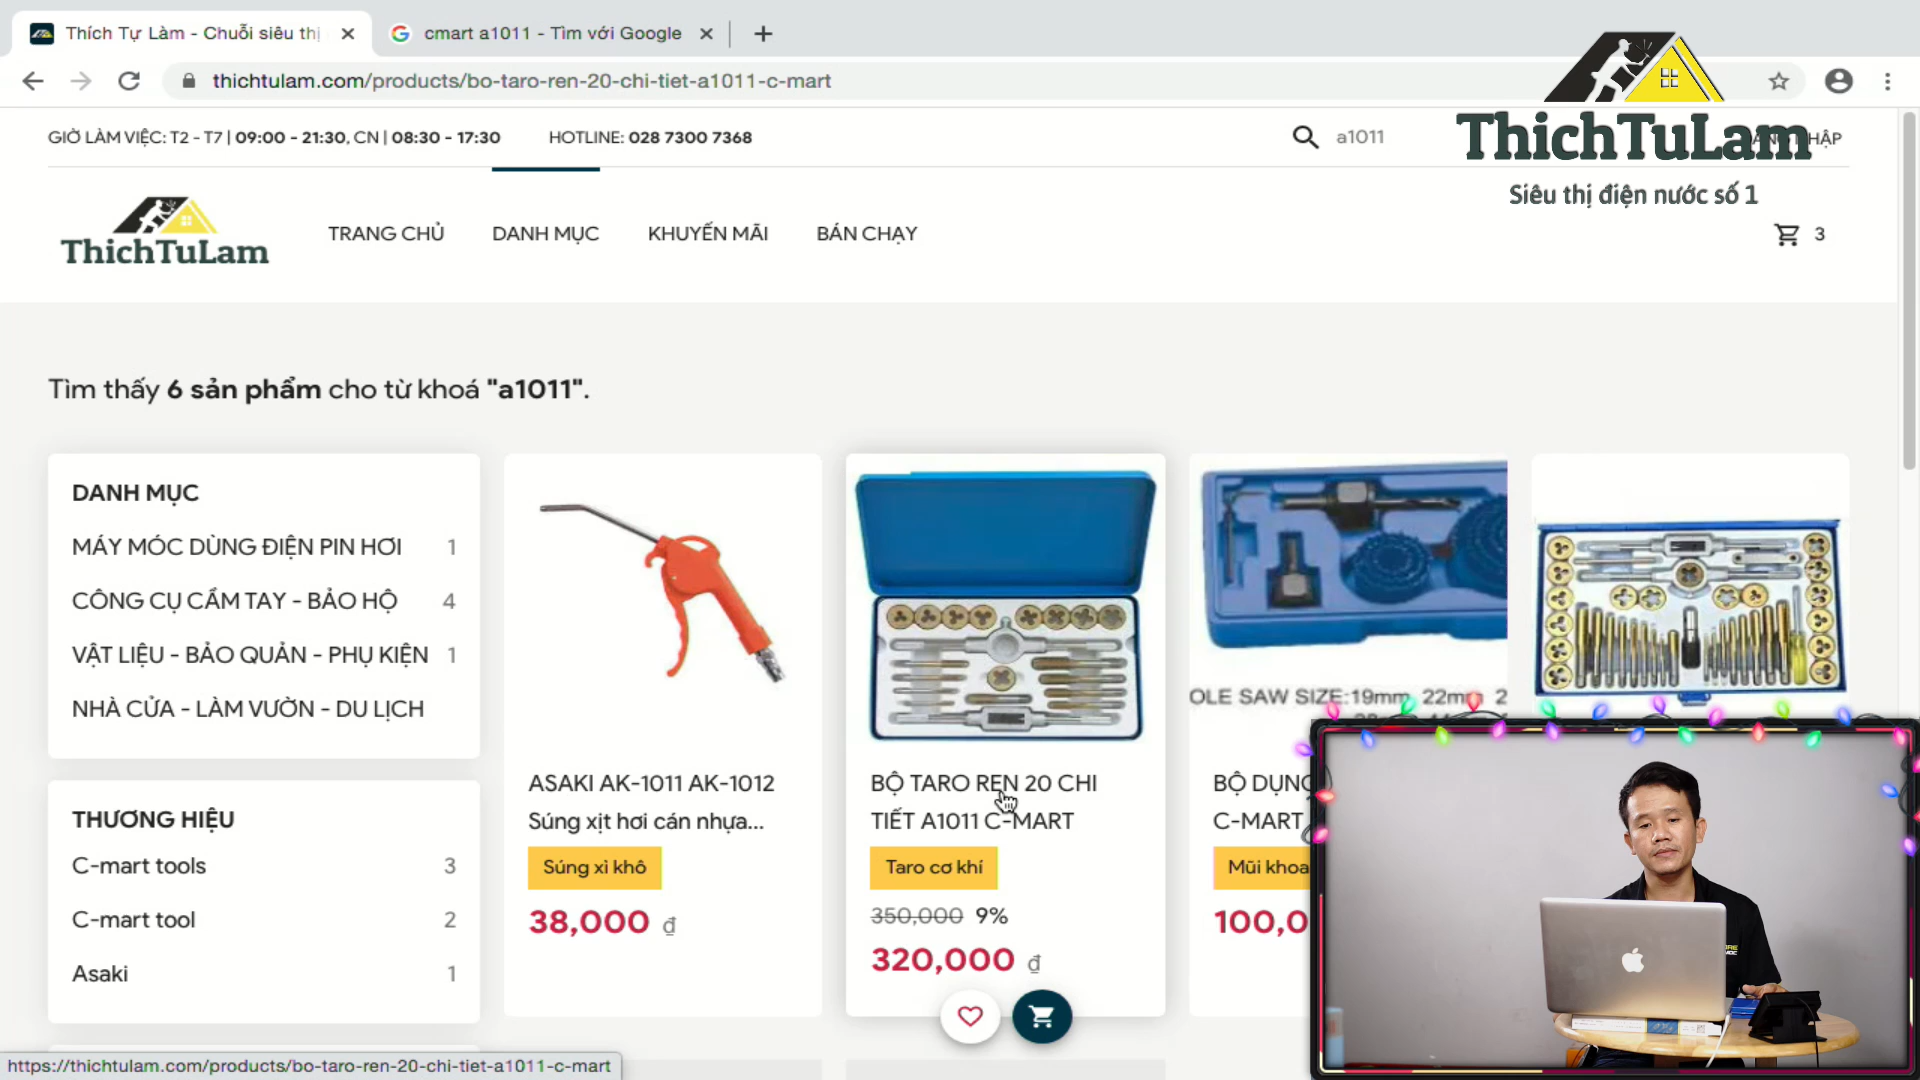 Thích Tự Làm - Chuỗi siêu thị
cmart a1011 - Tìm với Google
thichtulam.com/products/bo-taro-ren-20-chi-tiet-a1011-c-mart
GIỜ LÀM VIỆC: T2 - T7 | 09:00 - 21:30, CN | 08:30 - 17:30
HOTLINE: 028 7300 7368
a1011
ThichTuLam
Siêu thị điện nước số 1
ThichTuLam
TRANG CHỦ
DANH MỤC
KHUYẾN MÃI
BÁN CHẠY
3
Tìm thấy 6 sản phẩm cho từ khoá "a1011".
DANH MỤC
MÁY MÓC DÙNG ĐIỆN PIN HƠI 1
CÔNG CỤ CẦM TAY - BẢO HỘ 4
VẬT LIỆU - BẢO QUẢN - PHỤ KIỆN 1
NHÀ CỬA - LÀM VƯỜN - DU LỊCH
THƯƠNG HIỆU
C-mart tools 3
C-mart tool 2
Asaki 1
ASAKI AK-1011 AK-1012
Súng xịt hơi cán nhựa...
Súng xì khô
38,000 ₫
BỘ TARO REN 20 CHI
TIẾT A1011 C-MART
Taro cơ khí
350,000 9%
320,000 ₫
OLE SAW SIZE:19mm 22mm 2
BỘ DỤNG
C-MART
Mũi khoa
100,0
https://thichtulam.com/products/bo-taro-ren-20-chi-tiet-a1011-c-mart